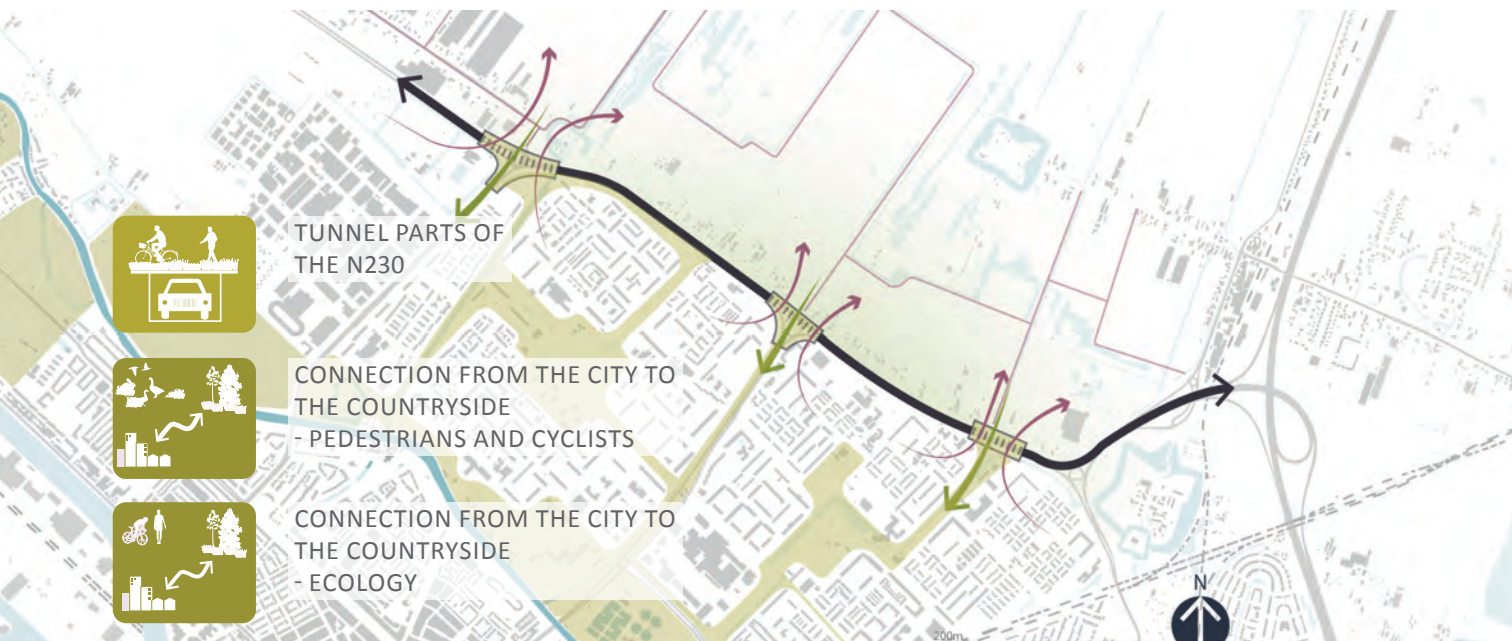 TUNNEL PARTS OF
THE N230
CONNECTION FROM THE CITY TO
THE COUNTRYSIDE
- PEDESTRIANS AND CYCLISTS
CONNECTION FROM THE CITY TO
THE COUNTRYSIDE
- ECOLOGY
N
200m